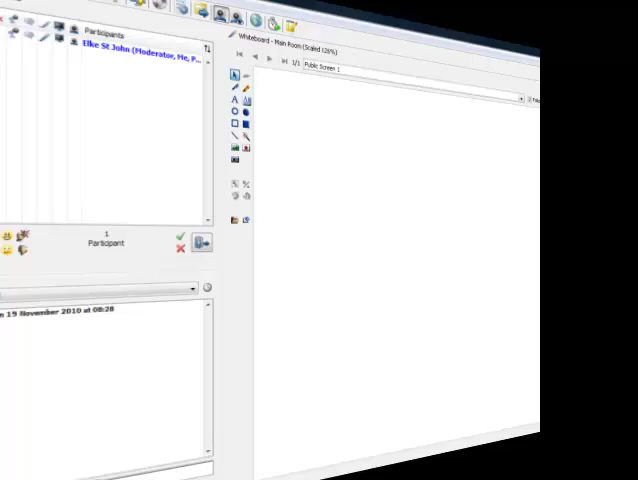 Participants
Elke St John (Moderator, Me, P...
1
Participant
n 19 November 2010 at 08:28
Whiteboard - Main Room (Scaled 126%)
1/1
Public Screen 1
A